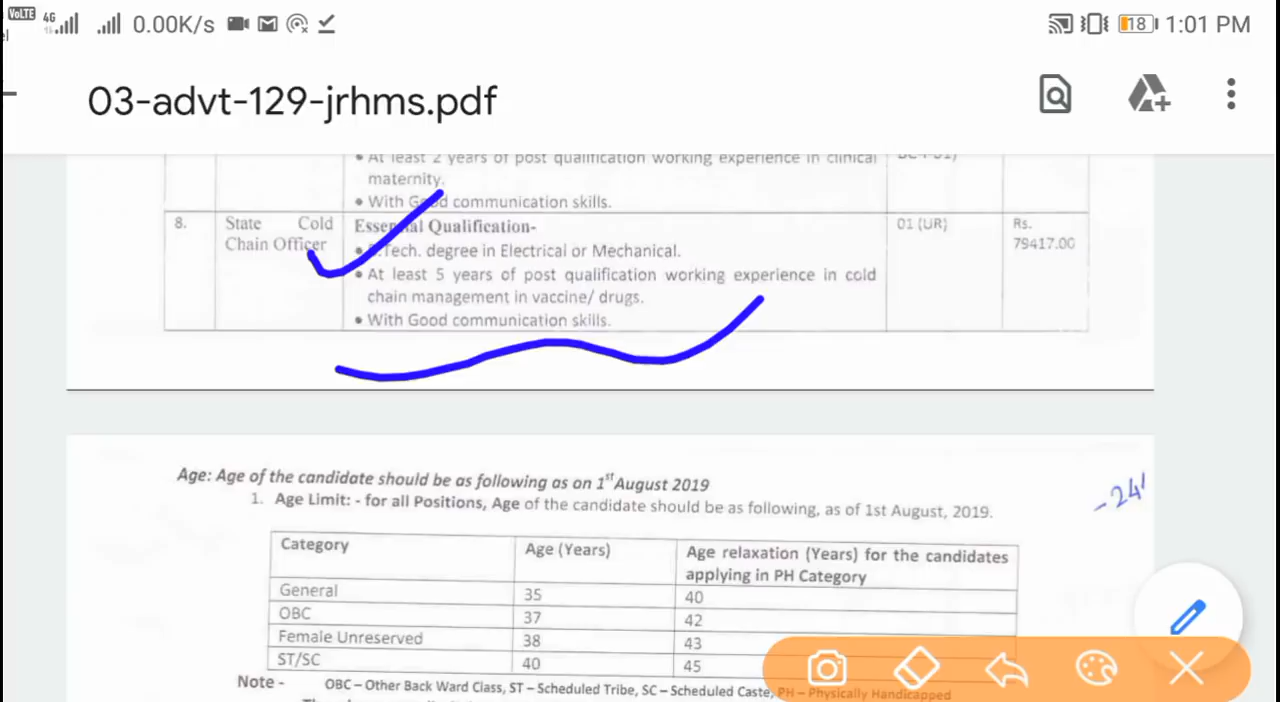 VoLTE 4G 0.00K/s 18 1:01 PM
03-advt-129-jrhms.pdf
• At least 2 years of post qualification working experience in clinical
maternity.
• With Good communication skills.
8. State Cold Essential Qualification- 01 (UR) Rs.
Chain Officer 79417.00
Tech. degree in Electrical or Mechanical.
• At least 5 years of post qualification working experience in cold
chain management in vaccine/ drugs.
• With Good communication skills.
Age: Age of the candidate should be as following as on 1st August 2019
1. Age Limit: - for all Positions, Age of the candidate should be as following, as of 1st August, 2019.
Category Age (Years) Age relaxation (Years) for the candidates
applying in PH Category
General 35 40
OBC 37 42
Female Unreserved 38 43
ST/SC 40 45
Note - OBC – Other Back Ward Class, ST – Scheduled Tribe, SC – Scheduled Caste, PH – Physically Handicapped